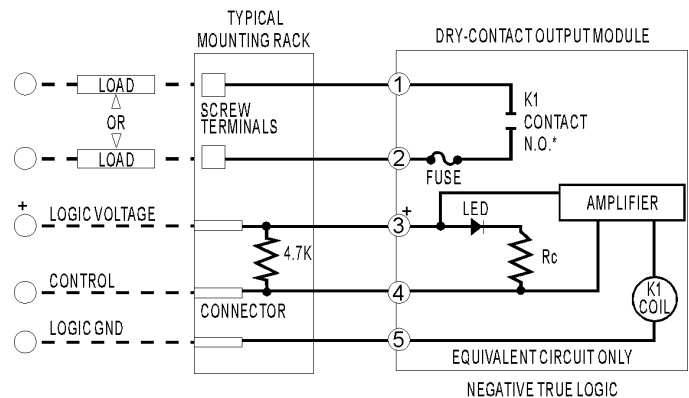 TYPICAL
MOUNTING RACK
DRY-CONTACT OUTPUT MODULE
LOAD
OR
LOAD
SCREW
TERMINALS
1
2
FUSE
K1
CONTACT
N.O.*
+
LOGIC VOLTAGE
4.7K
3
+
LED
AMPLIFIER
Rc
CONTROL
CONNECTOR
4
K1
COIL
LOGIC GND
5
EQUIVALENT CIRCUIT ONLY
NEGATIVE TRUE LOGIC